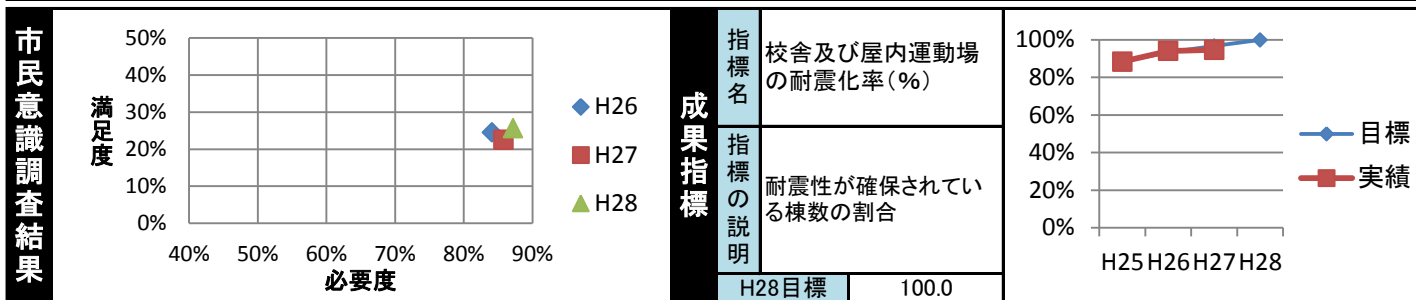 市民意識調査結果
50%
40%
30%
20%
10%
0%
満足度
40% 50% 60% 70% 80% 90%
必要度
H26
H27
H28
成果指標
指標名
校舎及び屋内運動場
の耐震化率(%)
指標の説明
耐震性が確保されてい
る棟数の割合
H28目標 100.0
100%
80%
60%
40%
20%
0%
H25 H26 H27 H28
目標
実績